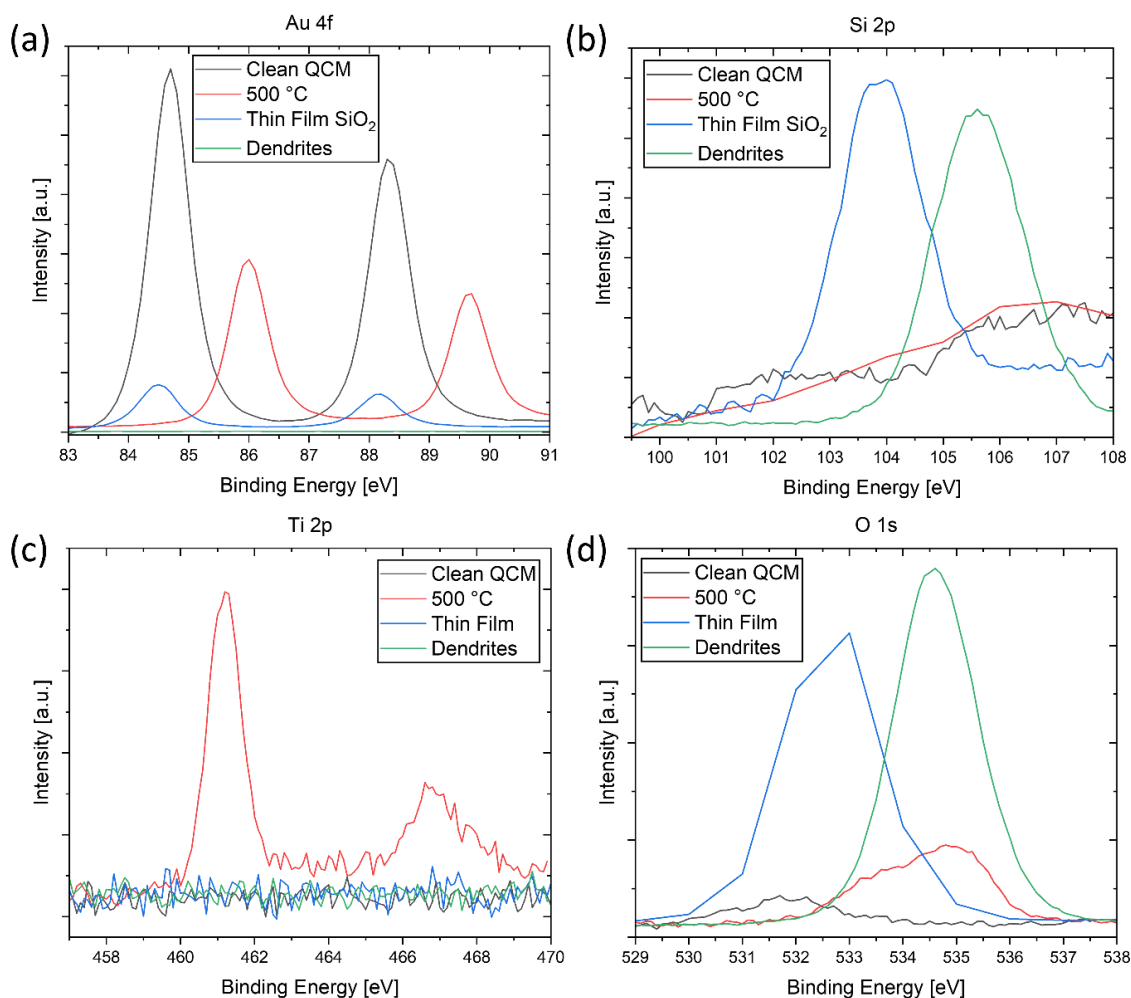 (a)
Au 4f
Clean QCM
500 °C
Thin Film SiO₂
Dendrites
Intensity [a.u.]
83 84 85 86 87 88 89 90 91
Binding Energy [eV]
(b)
Si 2p
Clean QCM
500 °C
Thin Film SiO₂
Dendrites
Intensity [a.u.]
100 101 102 103 104 105 106 107 108
Binding Energy [eV]
(c)
Ti 2p
Clean QCM
500 °C
Thin Film
Dendrites
Intensity [a.u.]
458 460 462 464 466 468 470
Binding Energy [eV]
(d)
O 1s
Clean QCM
500 °C
Thin Film
Dendrites
Intensity [a.u.]
529 530 531 532 533 534 535 536 537 538
Binding Energy [eV]